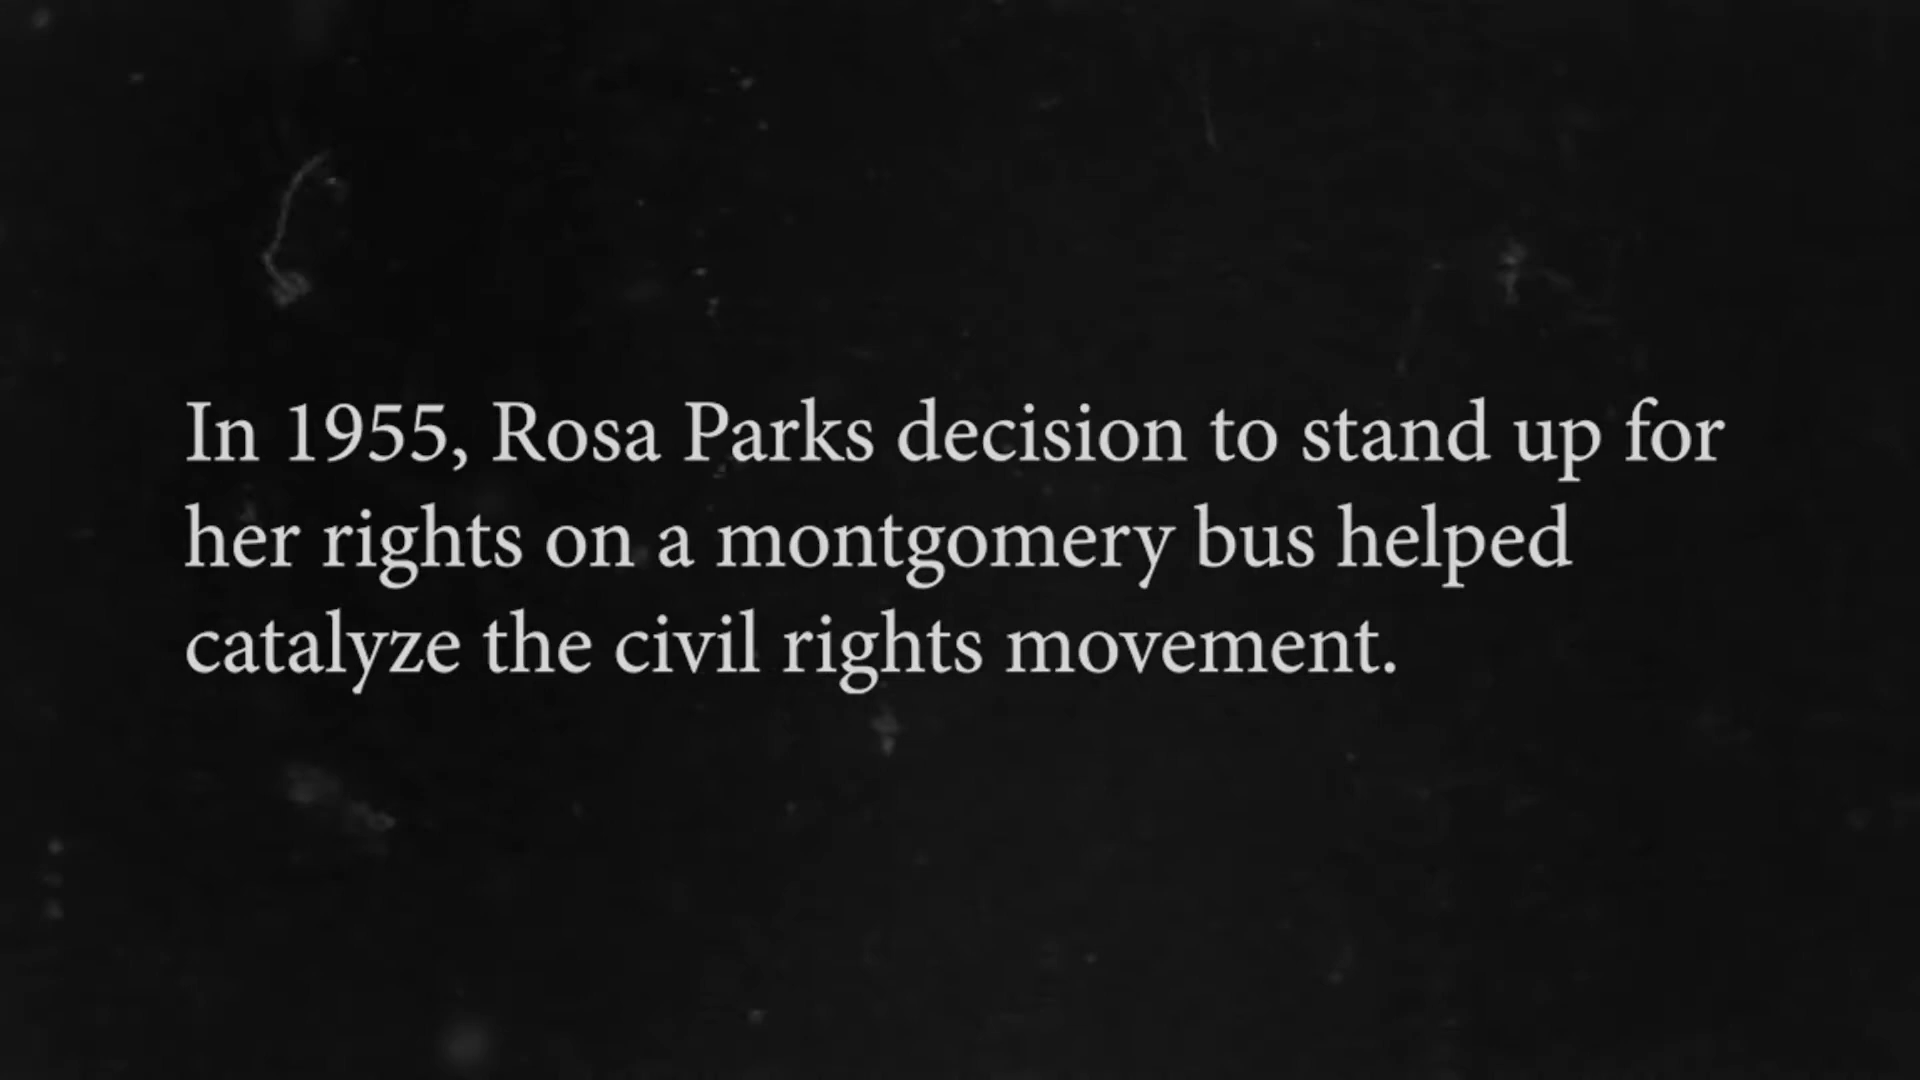 In 1955, Rosa Parks decision to stand up for
her rights on a montgomery bus helped
catalyze the civil rights movement.